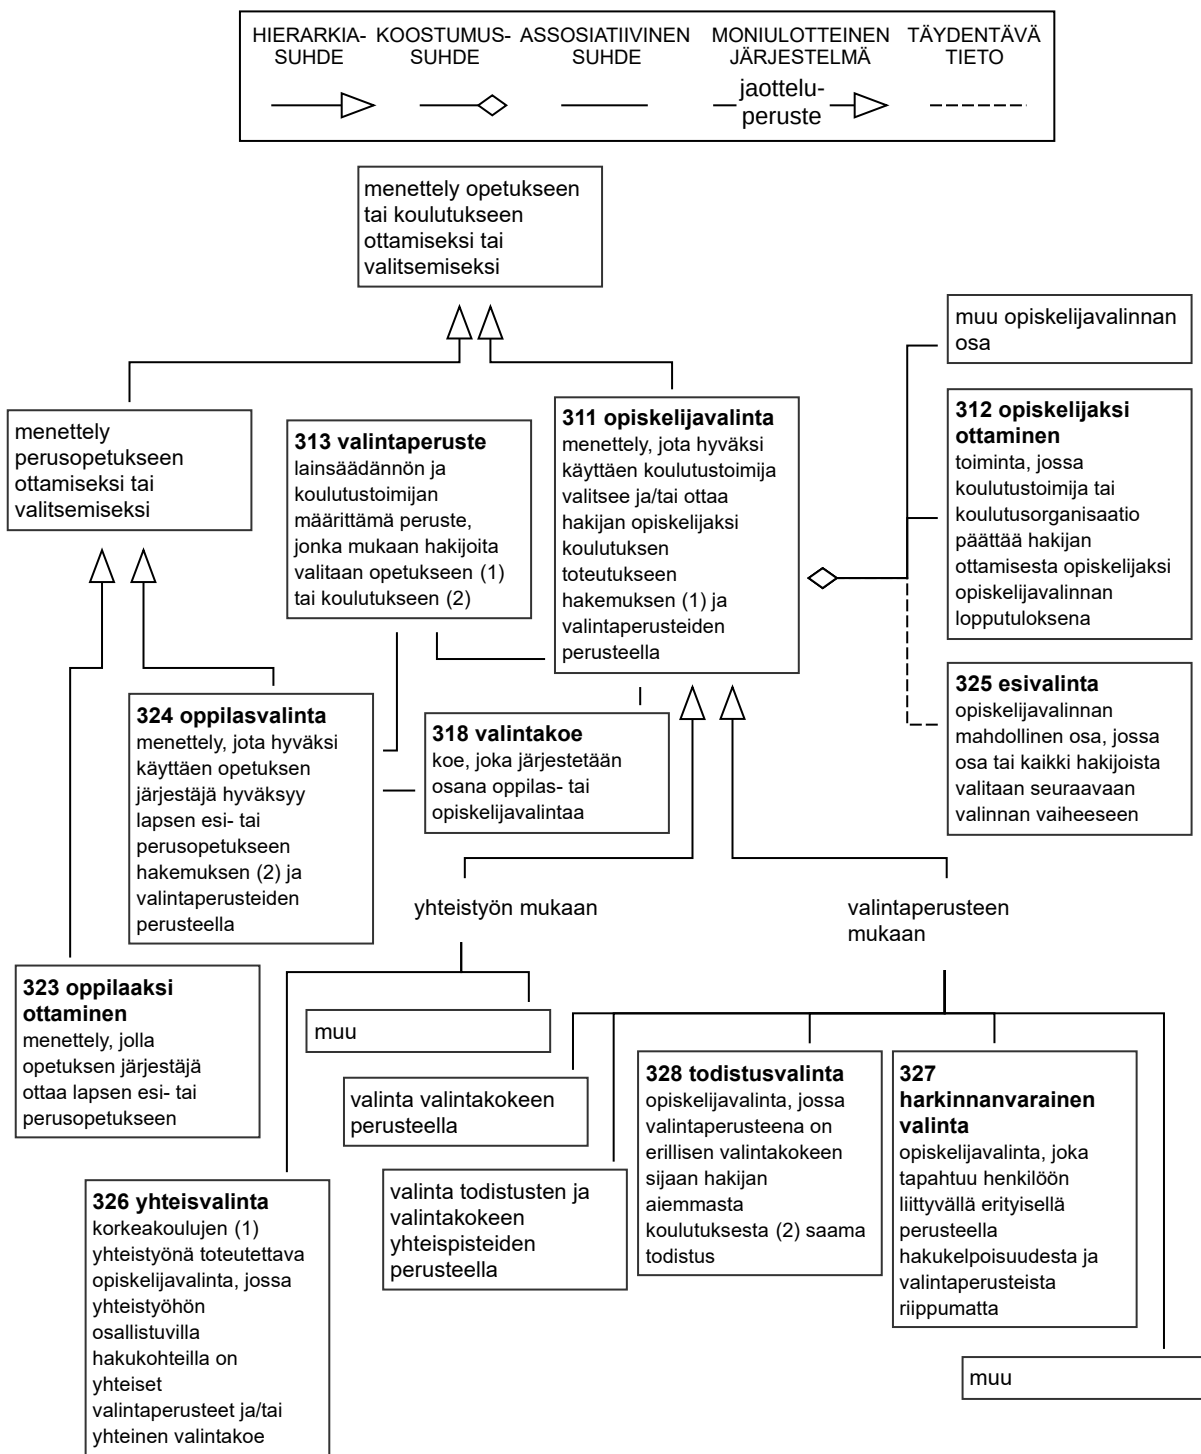 HIERARKIA-
SUHDE
KOOSTUMUS-
SUHDE
ASSOSIATIIVINEN
SUHDE
MONIULOTTEINEN
JÄRJESTELMÄ
TÄYDENTÄVÄ
TIETO
jaottelu-
peruste
menettely opetukseen
tai koulutukseen
ottamiseksi tai
valitsemiseksi
menettely
perusopetukseen
ottamiseksi tai
valitsemiseksi
313 valintaperuste
lainsäädännön ja
koulutustoimijan
määrittämä peruste,
jonka mukaan hakijoita
valitaan opetukseen (1)
tai koulutukseen (2)
311 opiskelijavalinta
menettely, jota hyväksi
käyttäen koulutustoimija
valitsee ja/tai ottaa
hakijan opiskelijaksi
koulutuksen
toteutukseen
hakemuksen (1) ja
valintaperusteiden
perusteella
muu opiskelijavalinnan
osa
312 opiskelijaksi
ottaminen
toiminta, jossa
koulutustoimija tai
koulutusorganisaatio
päättää hakijan
ottamisesta opiskelijaksi
opiskelijavalinnan
lopputuloksena
325 esivalinta
opiskelijavalinnan
mahdollinen osa, jossa
osa tai kaikki hakijoista
valitaan seuraavaan
valinnan vaiheeseen
324 oppilasvalinta
menettely, jota hyväksi
käyttäen opetuksen
järjestäjä hyväksyy
lapsen esi- tai
perusopetukseen
hakemuksen (2) ja
valintaperusteiden
perusteella
318 valintakoe
koe, joka järjestetään
osana oppilas- tai
opiskelijavalintaa
yhteistyön mukaan
valintaperusteen
mukaan
323 oppilaaksi
ottaminen
menettely, jolla
opetuksen järjestäjä
ottaa lapsen esi- tai
perusopetukseen
muu
valinta valintakokeen
perusteella
328 todistusvalinta
opiskelijavalinta, jossa
valintaperusteena on
erillisen valintakokeen
sijaan hakijan
aiemmasta
koulutuksesta (2) saama
todistus
327
harkinnanvarainen
valinta
opiskelijavalinta, joka
tapahtuu henkilöön
liittyvällä erityisellä
perusteella
hakukelpoisuudesta ja
valintaperusteista
riippumatta
326 yhteisvalinta
korkeakoulujen (1)
yhteistyönä toteutettava
opiskelijavalinta, jossa
yhteistyöhön
osallistuvilla
hakukohteilla on
yhteiset
valintaperusteet ja/tai
yhteinen valintakoe
valinta todistusten ja
valintakokeen
yhteispisteiden
perusteella
muu